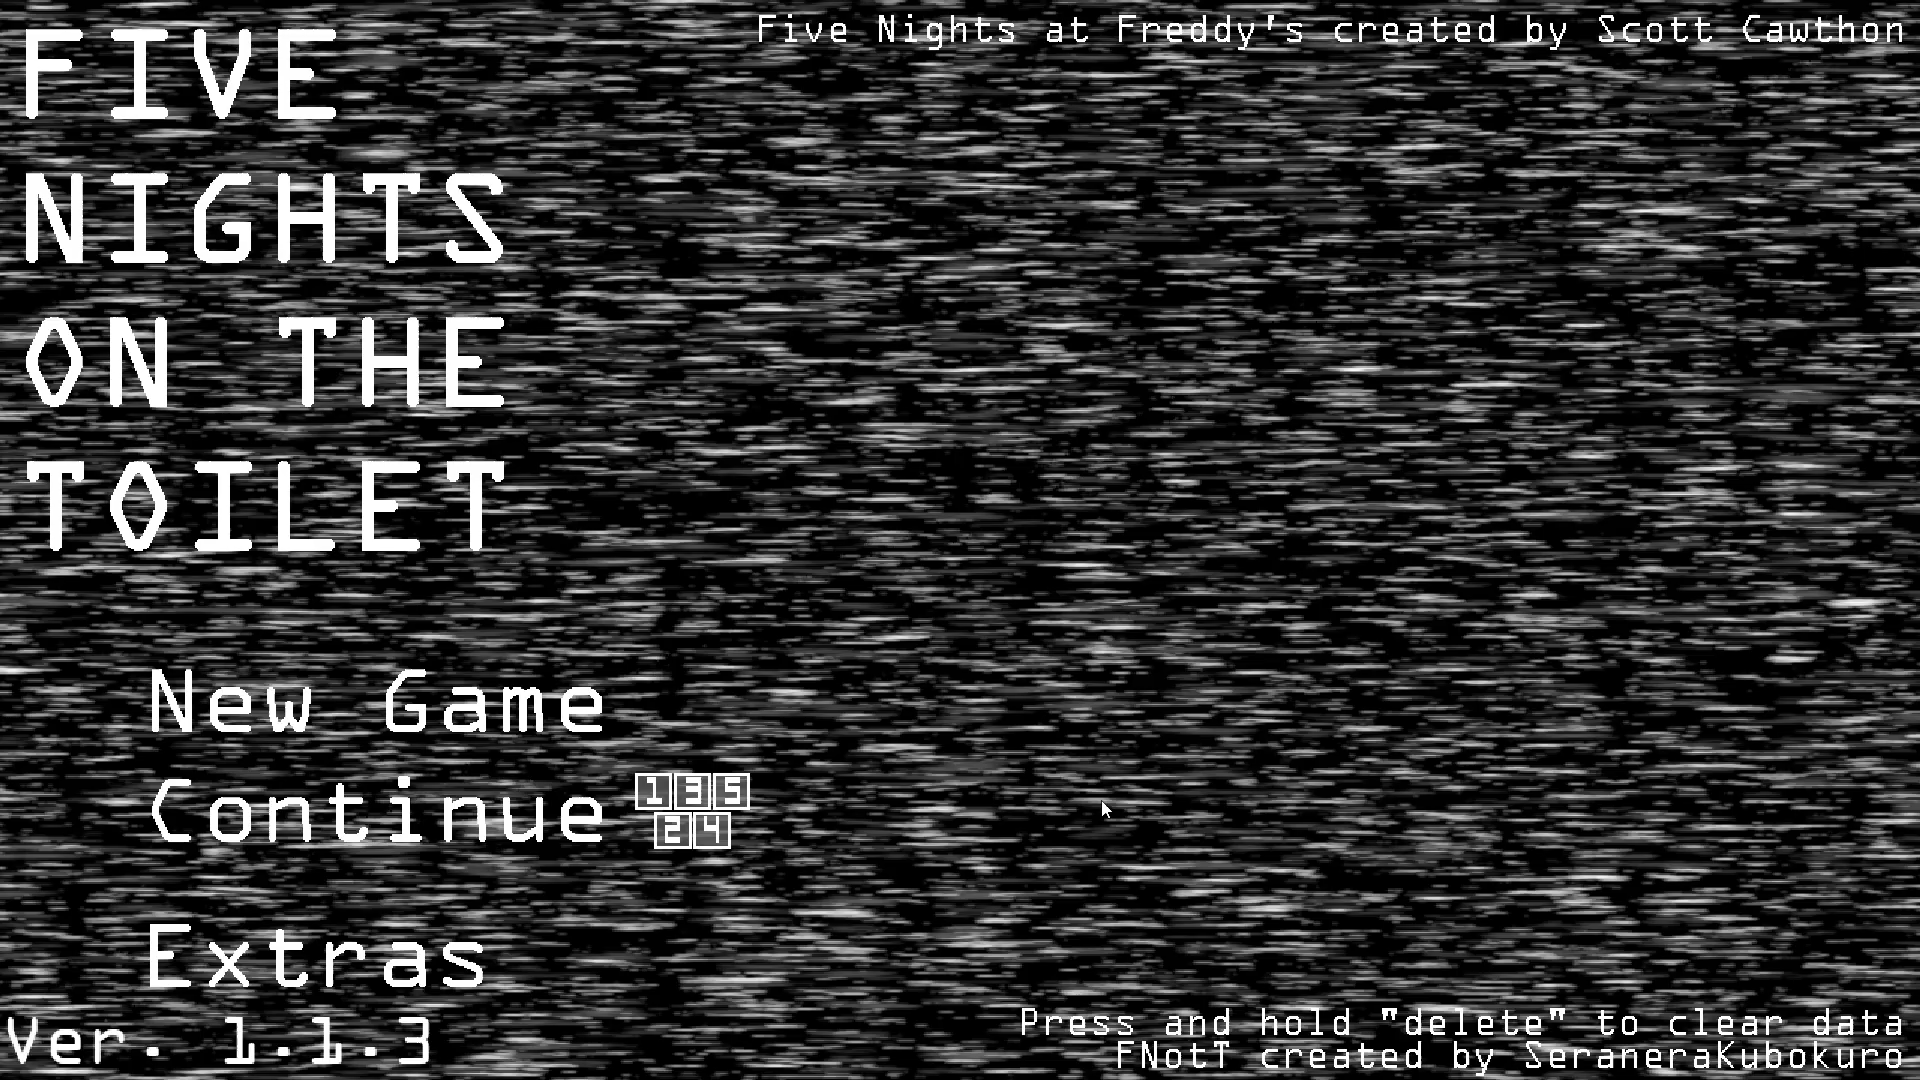 Five Nights at Freddy's created by Scott Cawthon
FIVE
NIGHTS
ON THE
TOILET
New Game
Continue
1 3 5
2 4
Extras
Ver. 1.1.3
Press and hold "delete" to clear data
FNotT created by SeraneraKubokuro